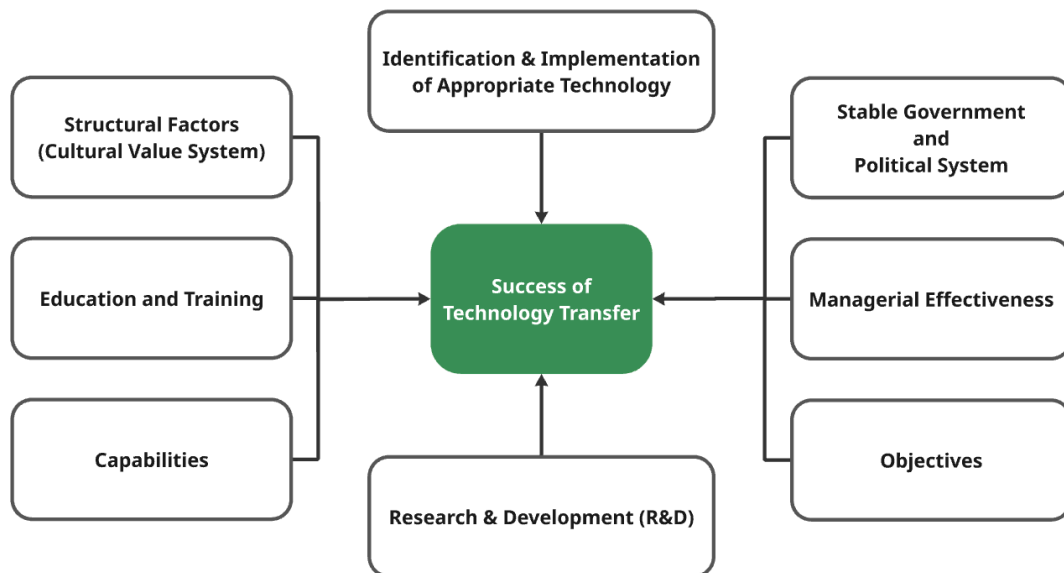 Identification & Implementation
of Appropriate Technology
Structural Factors
(Cultural Value System)
Stable Government
and
Political System
Education and Training
Success of
Technology Transfer
Managerial Effectiveness
Capabilities
Objectives
Research & Development (R&D)